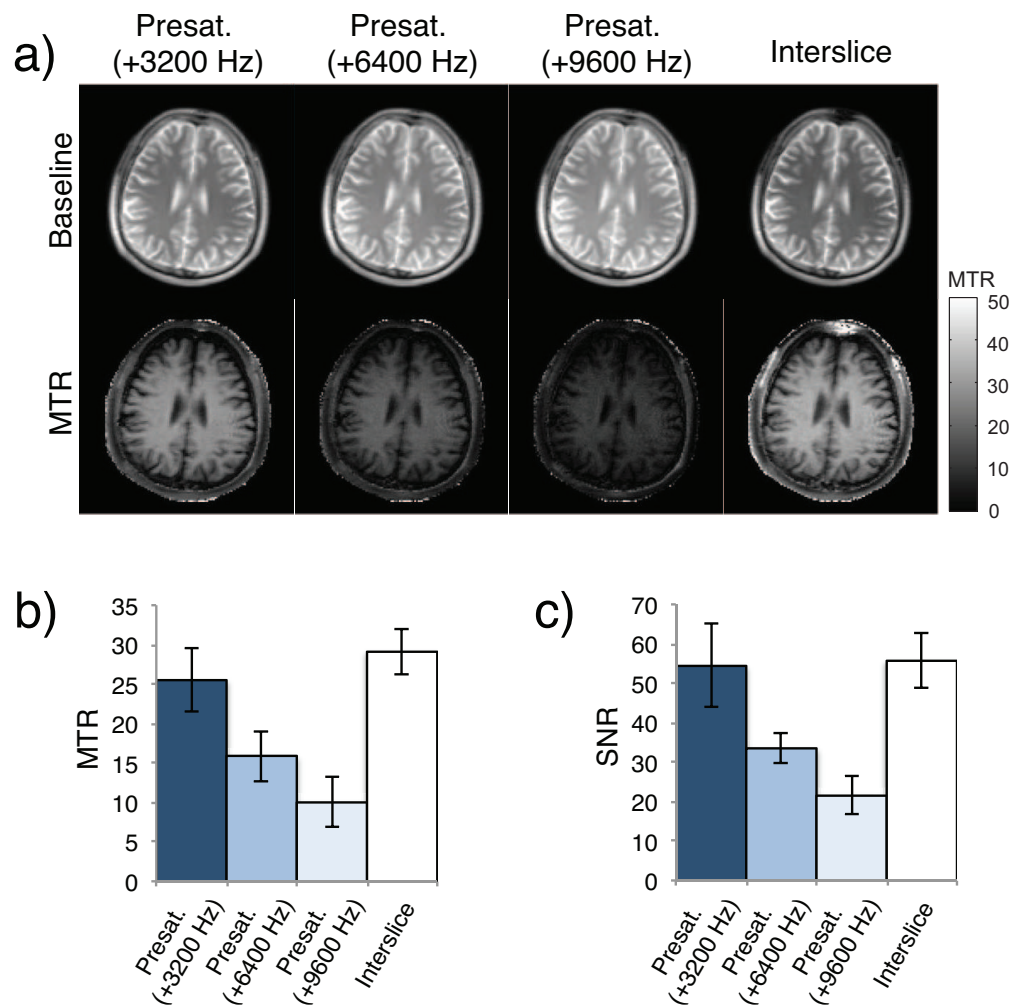 a)
Presat.
(+3200 Hz)
Presat.
(+6400 Hz)
Presat.
(+9600 Hz)
Interslice
Baseline
MTR
MTR
50
40
30
20
10
0
b)
MTR
35
30
25
20
15
10
5
0
Presat.
(+3200 Hz)
Presat.
(+6400 Hz)
Presat.
(+9600 Hz)
Interslice
c)
SNR
70
60
50
40
30
20
10
0
Presat.
(+3200 Hz)
Presat.
(+6400 Hz)
Presat.
(+9600 Hz)
Interslice